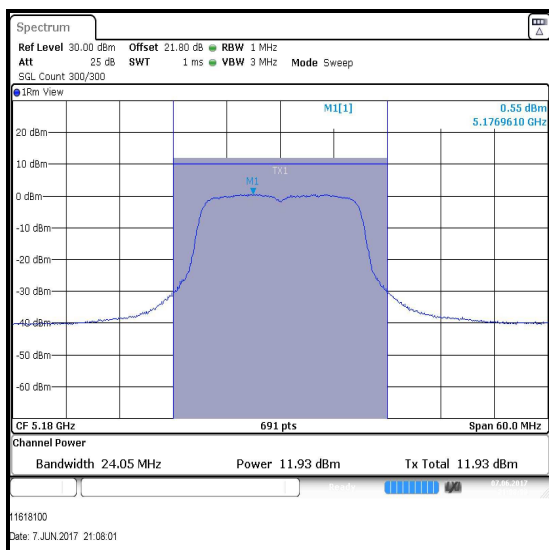 Spectrum
Ref Level 30.00 dBm Offset 21.80 dB RBW 1 MHz
Att 25 dB SWT 1 ms VBW 3 MHz Mode Sweep
SGL Count 300/300
1Rm View
M1[1] 0.55 dBm
5.1769610 GHz
20 dBm
10 dBm
TX1
M1
0 dBm
-10 dBm
-20 dBm
-30 dBm
-40 dBm
-50 dBm
-60 dBm
CF 5.18 GHz 691 pts Span 60.0 MHz
Channel Power
Bandwidth 24.05 MHz Power 11.93 dBm Tx Total 11.93 dBm
Ready 07.06.2017
11618100
Date: 7.JUN.2017 21:08:01